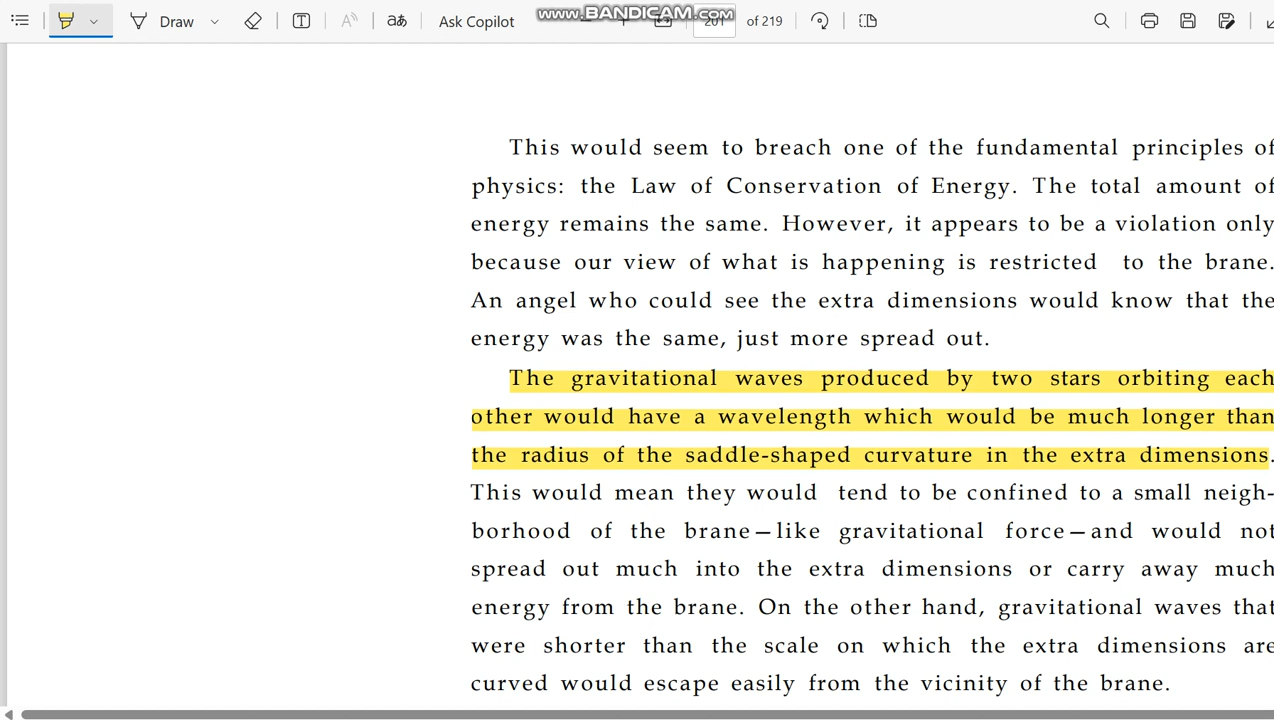 Draw aあ Ask Copilot www.BANDICAM.com 201 of 219
This would seem to breach one of the fundamental principles of
physics: the Law of Conservation of Energy. The total amount of
energy remains the same. However, it appears to be a violation only
because our view of what is happening is restricted to the brane.
An angel who could see the extra dimensions would know that the
energy was the same, just more spread out.
The gravitational waves produced by two stars orbiting each
other would have a wavelength which would be much longer than
the radius of the saddle-shaped curvature in the extra dimensions.
This would mean they would tend to be confined to a small neigh-
borhood of the brane—like gravitational force—and would not
spread out much into the extra dimensions or carry away much
energy from the brane. On the other hand, gravitational waves that
were shorter than the scale on which the extra dimensions are
curved would escape easily from the vicinity of the brane.